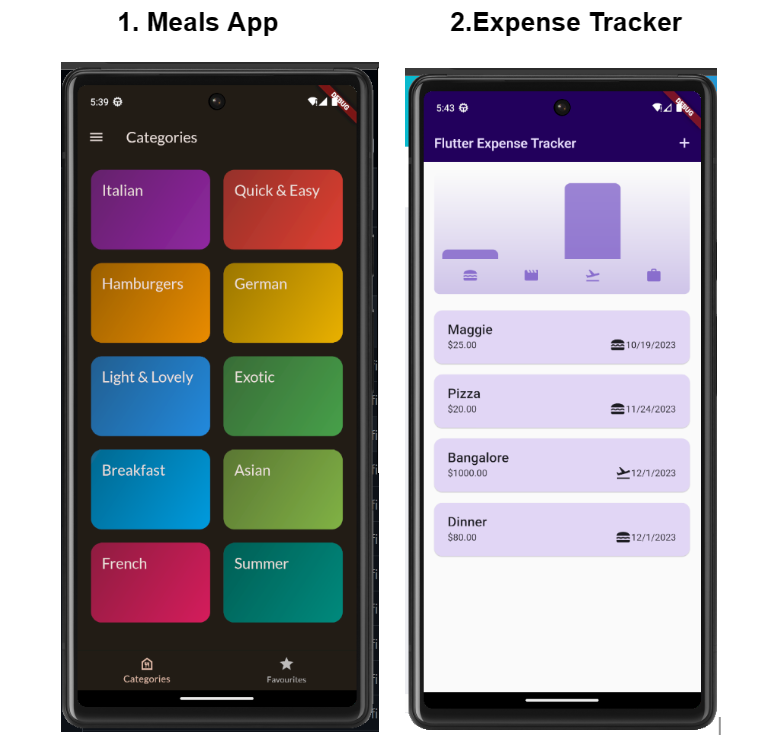 1. Meals App
2.Expense Tracker
5:39
DEBUG
Categories
Italian
Quick & Easy
Hamburgers
German
Light & Lovely
Exotic
Breakfast
Asian
French
Summer
Categories
Favourites
5:43
DEBUG
Flutter Expense Tracker
+
Maggie
$25.00
10/19/2023
Pizza
$20.00
11/24/2023
Bangalore
$1000.00
12/1/2023
Dinner
$80.00
12/1/2023